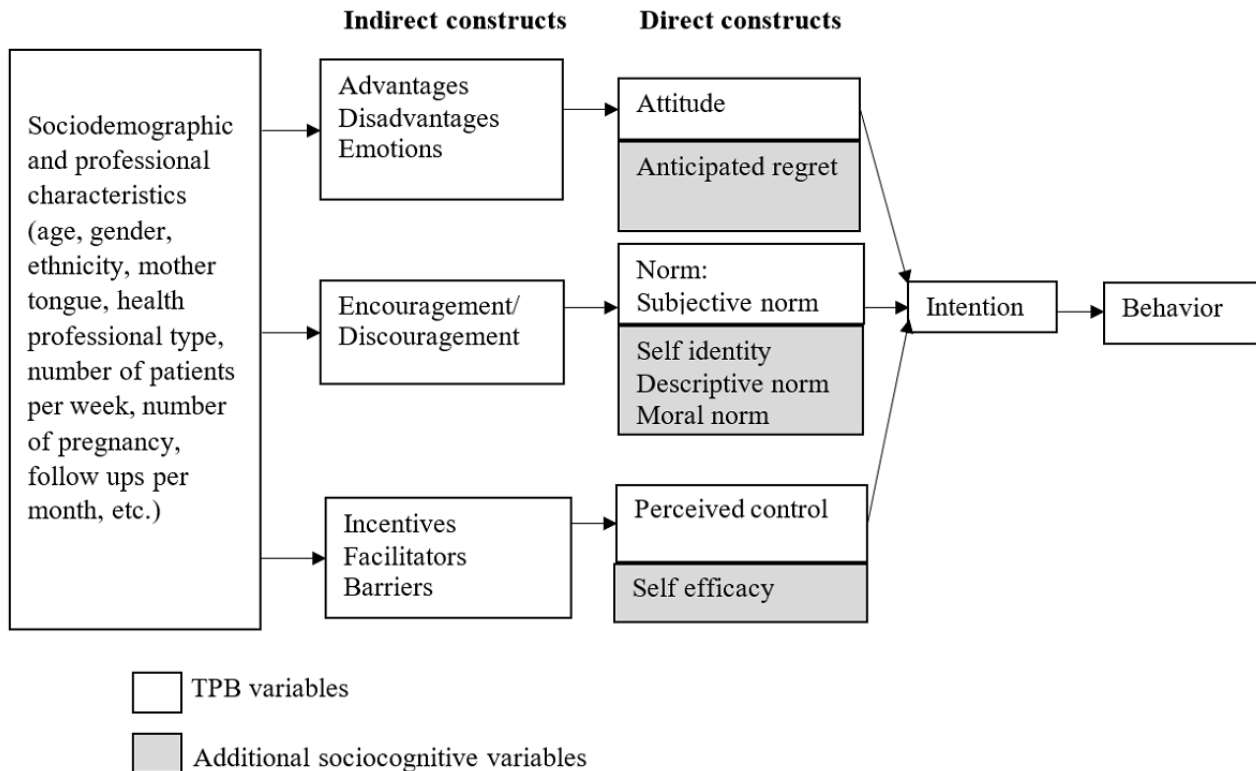 Indirect constructs
Direct constructs
Sociodemographic
and professional
characteristics
(age, gender,
ethnicity, mother
tongue, health
professional type,
number of patients
per week, number
of pregnancy,
follow ups per
month, etc.)
Advantages
Disadvantages
Emotions
Attitude
Anticipated regret
Encouragement/
Discouragement
Norm:
Subjective norm
Self identity
Descriptive norm
Moral norm
Incentives
Facilitators
Barriers
Perceived control
Self efficacy
Intention
Behavior
TPB variables
Additional sociocognitive variables